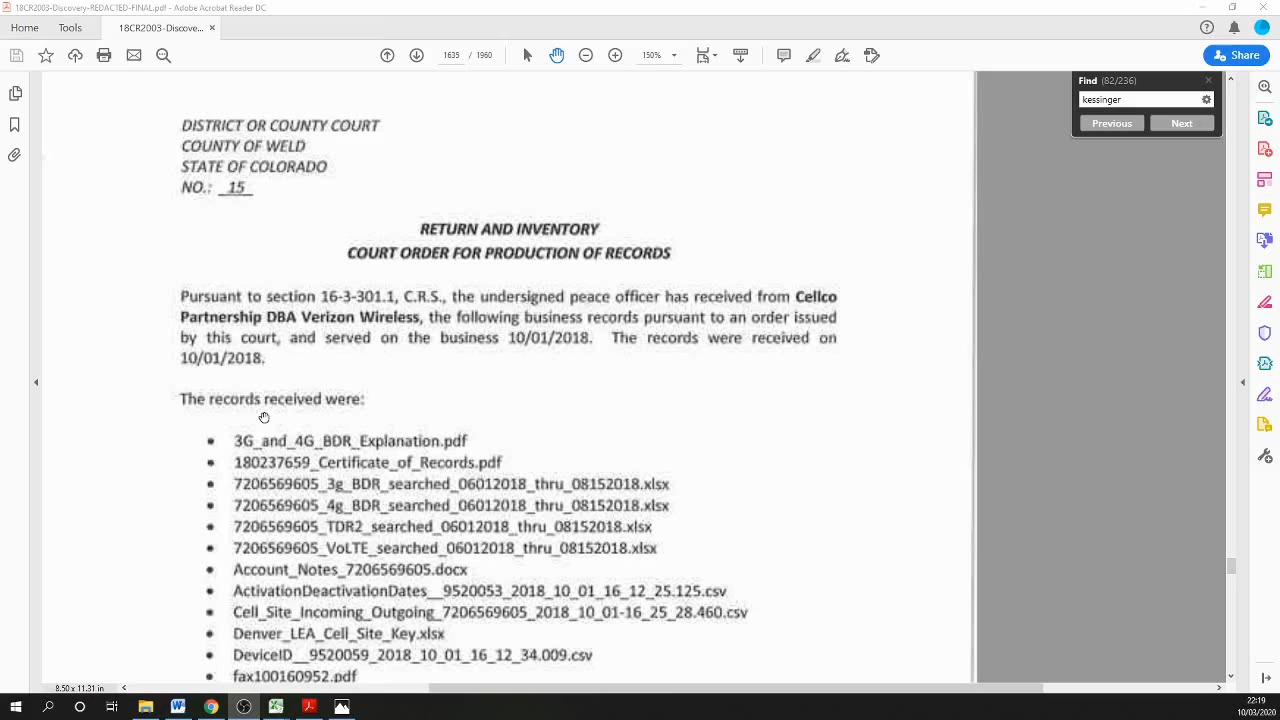 18CR2003-Discovery-REDACTED-FINAL.pdf - Adobe Acrobat Reader DC
Home Tools 18CR2003-Discove... ×
1635 / 1960 150% Share
Find (82/236)
kessinger
Previous Next
DISTRICT OR COUNTY COURT
COUNTY OF WELD
STATE OF COLORADO
NO.: 15
RETURN AND INVENTORY
COURT ORDER FOR PRODUCTION OF RECORDS
Pursuant to section 16-3-301.1, C.R.S., the undersigned peace officer has received from Cellco
Partnership DBA Verizon Wireless, the following business records pursuant to an order issued
by this court, and served on the business 10/01/2018. The records were received on
10/01/2018.
The records received were:
• 3G_and_4G_BDR_Explanation.pdf
• 180237659_Certificate_of_Records.pdf
• 7206569605_3g_BDR_searched_06012018_thru_08152018.xlsx
• 7206569605_4g_BDR_searched_06012018_thru_08152018.xlsx
• 7206569605_TDR2_searched_06012018_thru_08152018.xlsx
• 7206569605_VoLTE_searched_06012018_thru_08152018.xlsx
• Account_Notes_7206569605.docx
• ActivationDeactivationDates__9520053_2018_10_01_16_12_25.125.csv
• Cell_Site_Incoming_Outgoing_7206569605_2018_10_01-16_25_28.460.csv
• Denver_LEA_Cell_Site_Key.xlsx
• DeviceID__9520059_2018_10_01_16_12_34.009.csv
• fax100160952.pdf
8.50 x 11.31 in
22:19
10/03/2020